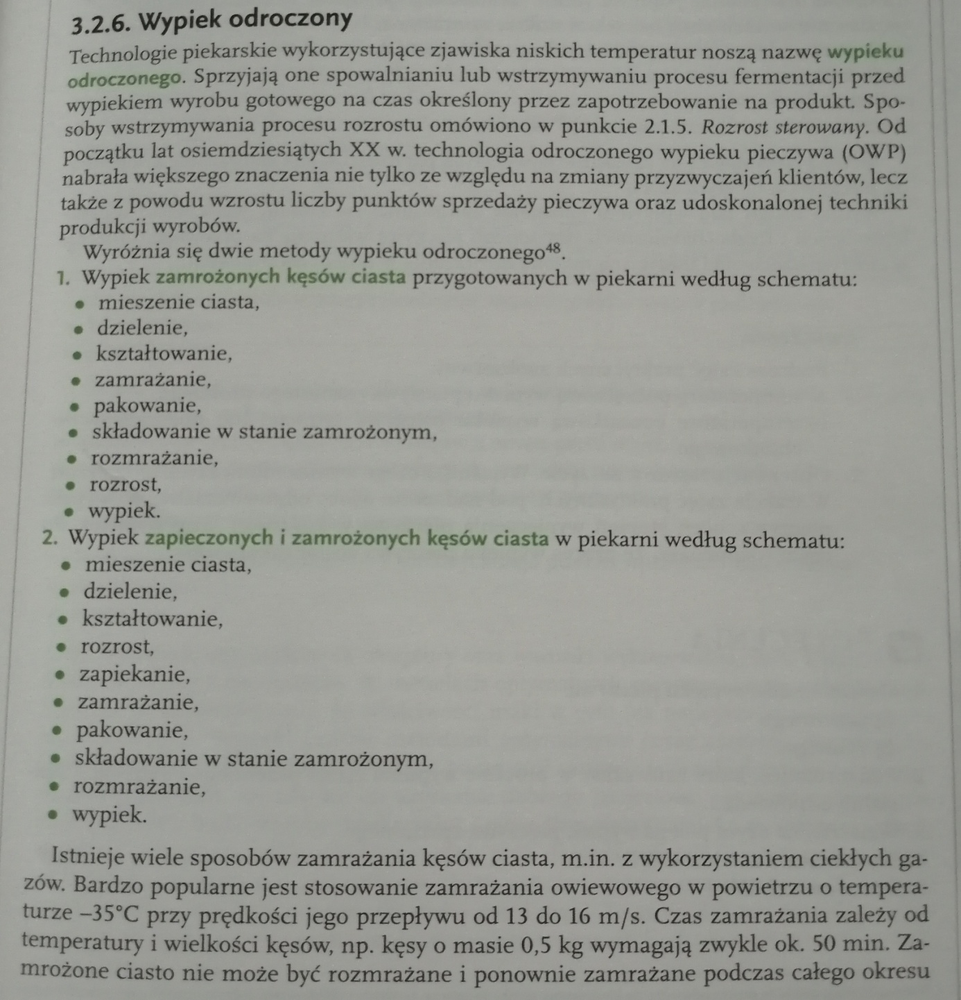 3.2.6. Wypiek odroczony
Technologie piekarskie wykorzystujące zjawiska niskich temperatur noszą nazwę wypieku
odroczonego. Sprzyjają one spowalnianiu lub wstrzymywaniu procesu fermentacji przed
wypiekiem wyrobu gotowego na czas określony przez zapotrzebowanie na produkt. Spo-
soby wstrzymywania procesu rozrostu omówiono w punkcie 2.1.5. Rozrost sterowany. Od
początku lat osiemdziesiątych XX w. technologia odroczonego wypieku pieczywa (OWP)
nabrała większego znaczenia nie tylko ze względu na zmiany przyzwyczajeń klientów, lecz
także z powodu wzrostu liczby punktów sprzedaży pieczywa oraz udoskonalonej techniki
produkcji wyrobów.
Wyróżnia się dwie metody wypieku odroczonego⁴⁸.
1. Wypiek zamrożonych kęsów ciasta przygotowanych w piekarni według schematu:
• mieszenie ciasta,
• dzielenie,
• kształtowanie,
• zamrażanie,
• pakowanie,
• składowanie w stanie zamrożonym,
• rozmrażanie,
• rozrost,
• wypiek.
2. Wypiek zapieczonych i zamrożonych kęsów ciasta w piekarni według schematu:
• mieszenie ciasta,
• dzielenie,
• kształtowanie,
• rozrost,
• zapiekanie,
• zamrażanie,
• pakowanie,
• składowanie w stanie zamrożonym,
• rozmrażanie,
• wypiek.
Istnieje wiele sposobów zamrażania kęsów ciasta, m.in. z wykorzystaniem ciekłych ga-
zów. Bardzo popularne jest stosowanie zamrażania owiewowego w powietrzu o tempera-
turze –35°C przy prędkości jego przepływu od 13 do 16 m/s. Czas zamrażania zależy od
temperatury i wielkości kęsów, np. kęsy o masie 0,5 kg wymagają zwykle ok. 50 min. Za-
mrożone ciasto nie może być rozmrażane i ponownie zamrażane podczas całego okresu